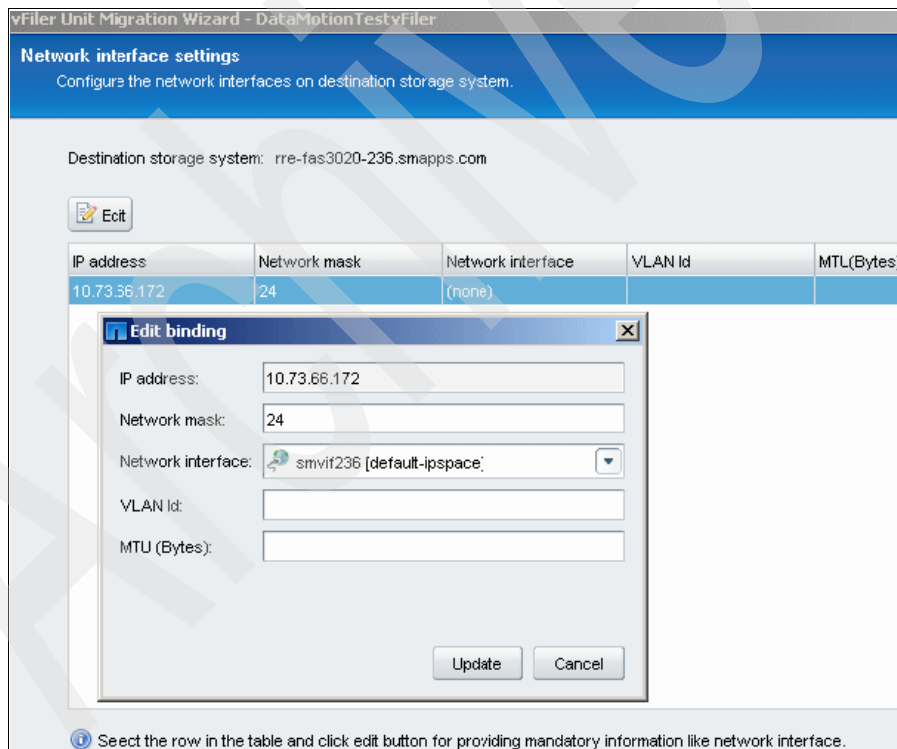 vFiler Unit Migration Wizard - DataMotionTestvFiler
Network interface settings
Configure the network interfaces on destination storage system.
Destination storage system: rre-fas3020-236.smapps.com
Edit
IP address Network mask Network interface VLAN Id MTU(Bytes)
10.73.66.172 24 (none)
Edit binding
IP address: 10.73.66.172
Network mask: 24
Network interface: smvif236 [default-ipspace]
VLAN Id:
MTU (Bytes):
Update Cancel
Select the row in the table and click edit button for providing mandatory information like network interface.
Archive